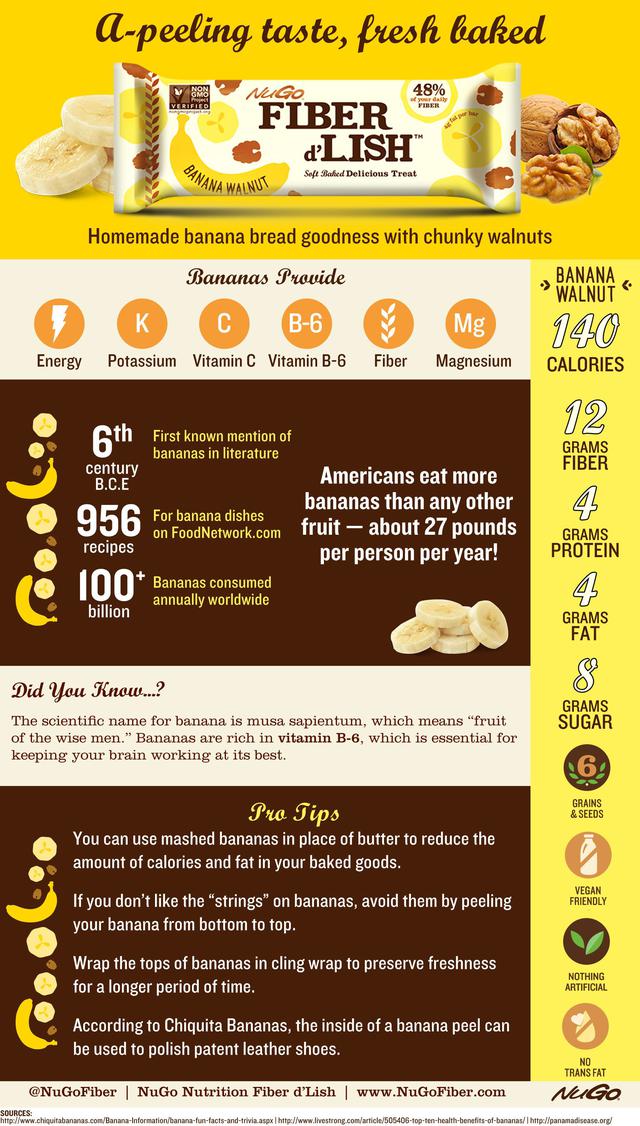 A-peeling taste, fresh baked
NON
GMO
Project
VERIFIED
nongmoproject.org
NuGO
FIBER
d'LISH™
Soft Baked Delicious Treat
BANANA WALNUT
48%
of your daily
FIBER
4g fat per bar
Homemade banana bread goodness with chunky walnuts
Bananas Provide
K
C
B-6
Mg
Energy
Potassium
Vitamin C
Vitamin B-6
Fiber
Magnesium
6th
century
B.C.E
First known mention of
bananas in literature
956
recipes
For banana dishes
on FoodNetwork.com
100+
billion
Bananas consumed
annually worldwide
Americans eat more
bananas than any other
fruit — about 27 pounds
per person per year!
Did You Know...?
The scientific name for banana is musa sapientum, which means “fruit
of the wise men.” Bananas are rich in vitamin B-6, which is essential for
keeping your brain working at its best.
Pro Tips
You can use mashed bananas in place of butter to reduce the
amount of calories and fat in your baked goods.
If you don’t like the “strings” on bananas, avoid them by peeling
your banana from bottom to top.
Wrap the tops of bananas in cling wrap to preserve freshness
for a longer period of time.
According to Chiquita Bananas, the inside of a banana peel can
be used to polish patent leather shoes.
BANANA
WALNUT
140
CALORIES
12
GRAMS
FIBER
4
GRAMS
PROTEIN
4
GRAMS
FAT
8
GRAMS
SUGAR
6
GRAINS
& SEEDS
VEGAN
FRIENDLY
NOTHING
ARTIFICIAL
NO
TRANS FAT
@NuGoFiber | NuGo Nutrition Fiber d’Lish | www.NuGoFiber.com
NuGO
SOURCES:
http://www.chiquitabananas.com/Banana-Information/banana-fun-facts-and-trivia.aspx | http://www.livestrong.com/article/505406-top-ten-health-benefits-of-bananas/ | http://panamadisease.org/